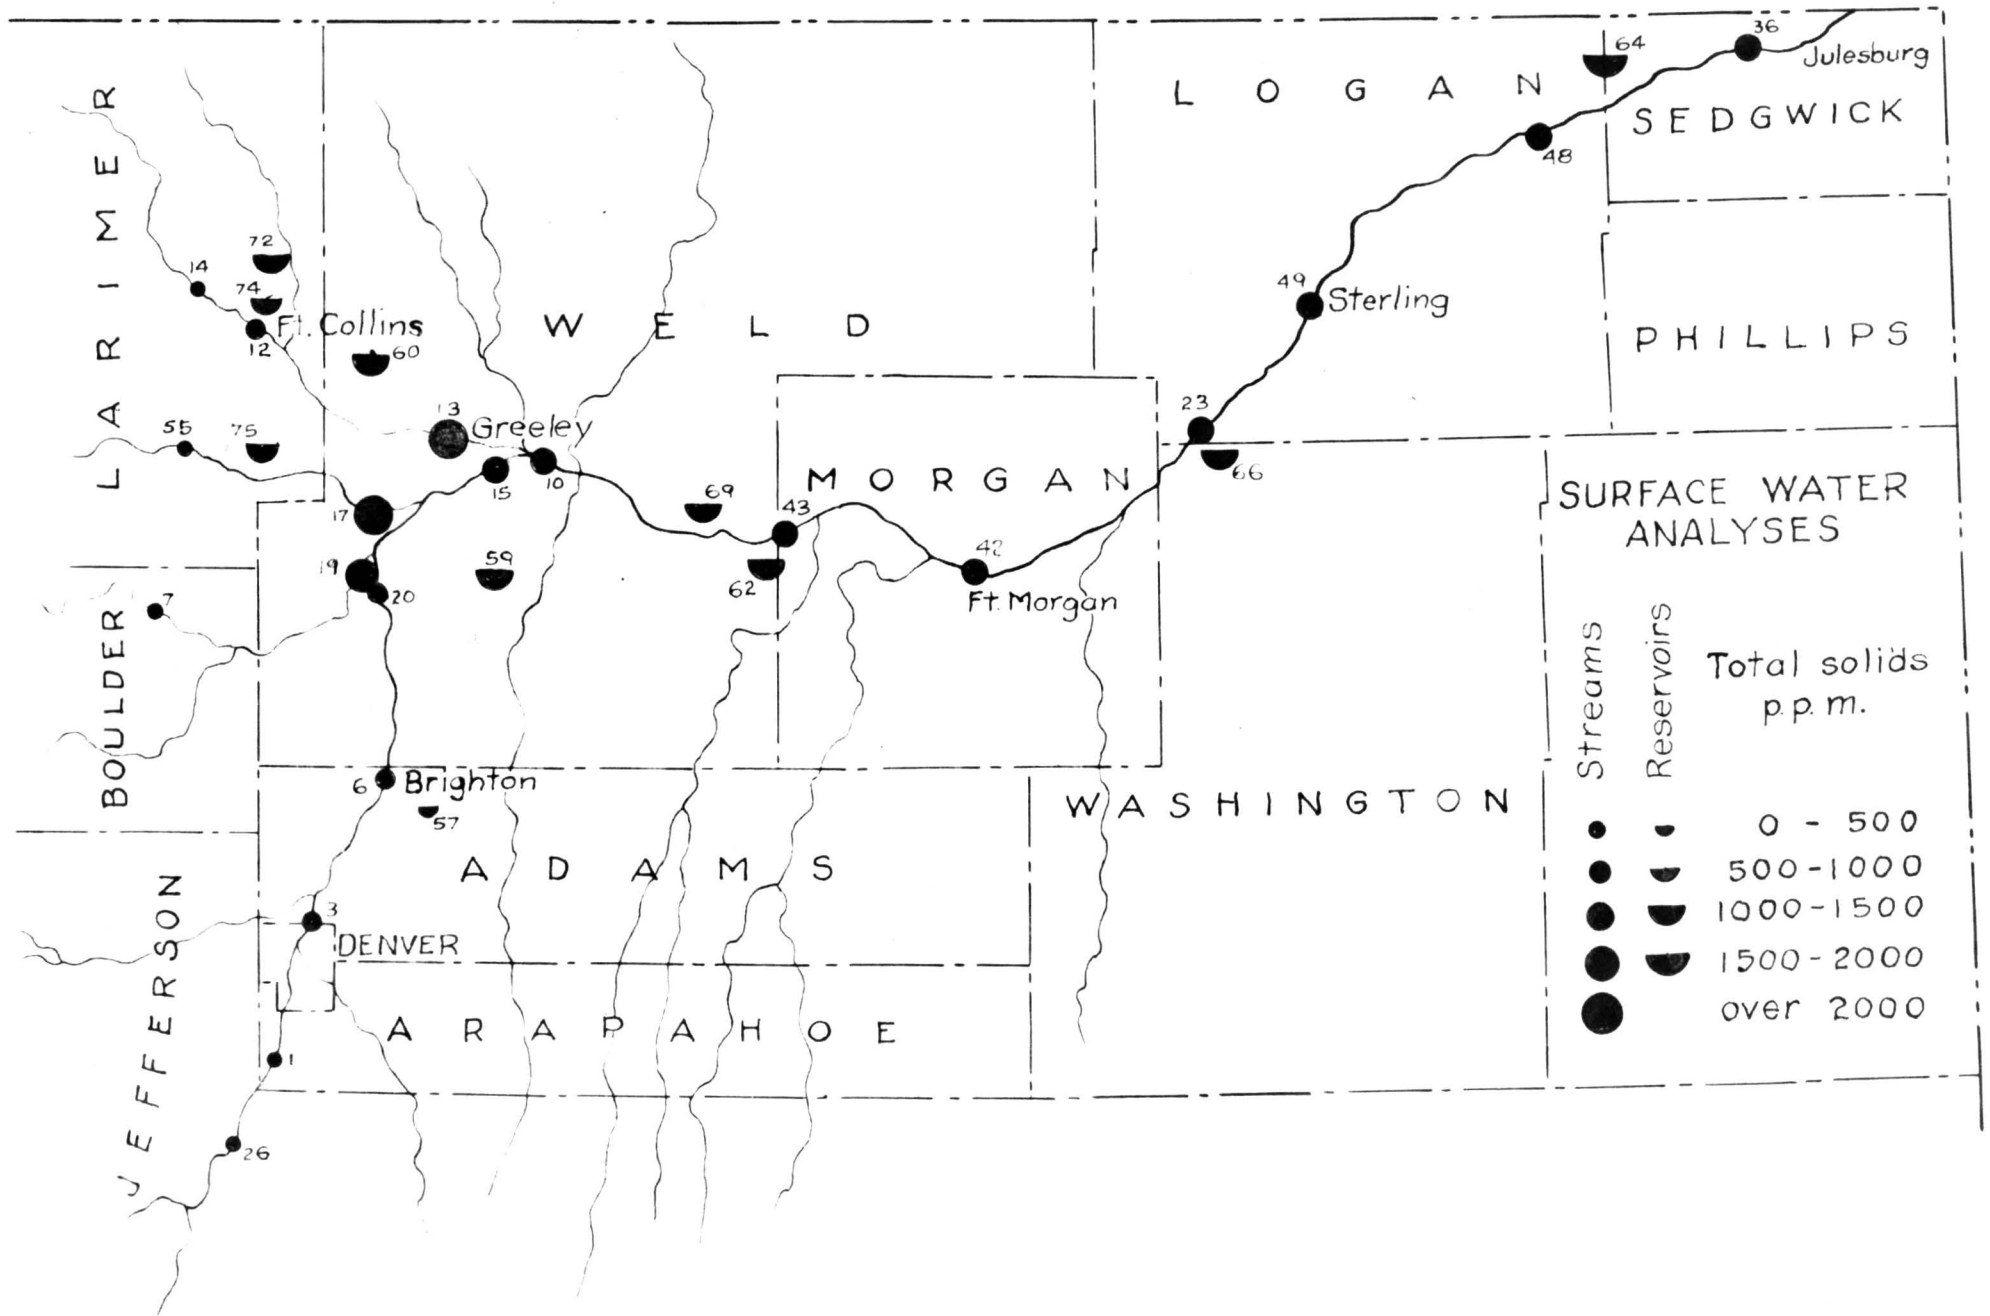 36
64
Julesburg
LOGAN
SEDGWICK
48
LARIMER
72
14
74
49
Sterling
Ft. Collins
12
60
WELD
PHILLIPS
13
Greeley
23
55
75
15
10
66
MORGAN
69
43
17
42
19
59
62
20
Ft. Morgan
7
BOULDER
SURFACE WATER
ANALYSES
Streams
Reservoirs
Total solids
p.p.m.
0 - 500
500-1000
1000-1500
1500-2000
over 2000
6
Brighton
57
WASHINGTON
ADAMS
3
DENVER
JEFFERSON
ARAPAHOE
1
26